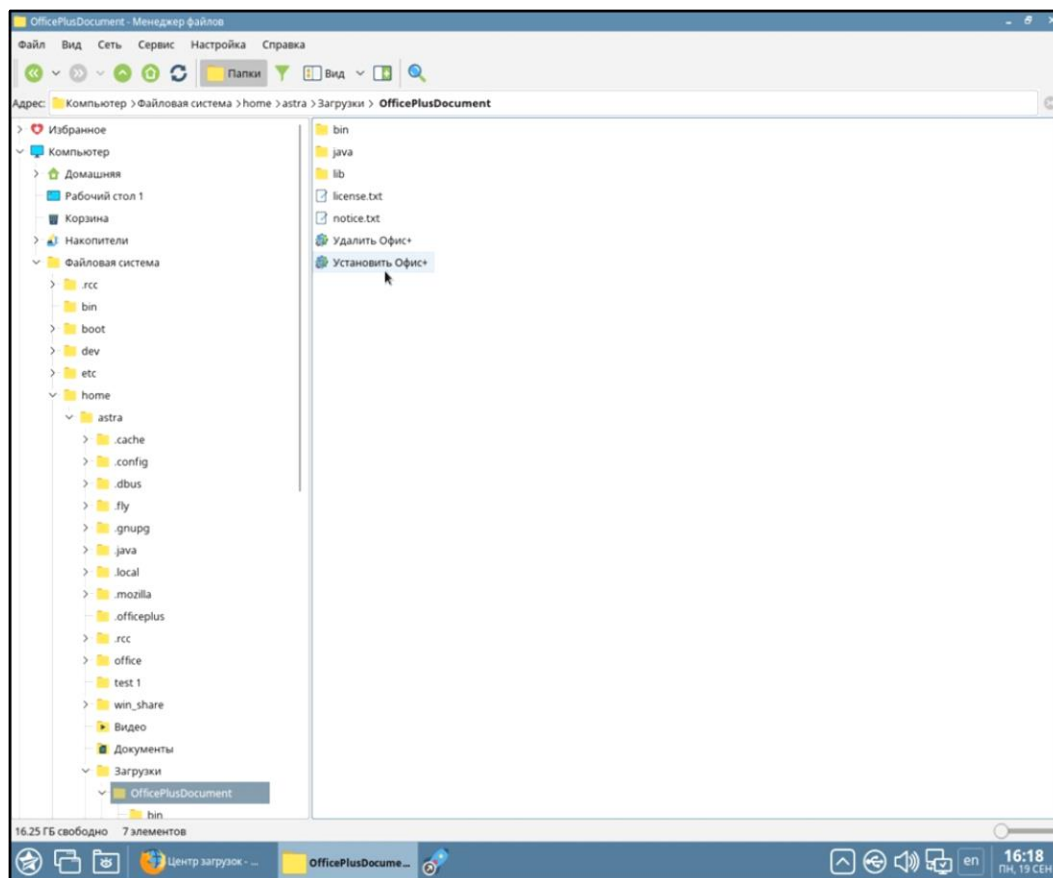 OfficePlusDocument - Менеджер файлов
Файл Вид Сеть Сервис Настройка Справка
Папки Вид
Адрес: Компьютер >Файловая система >home >astra >Загрузки > OfficePlusDocument
Избранное
Компьютер
Домашняя
Рабочий стол 1
Корзина
Накопители
Файловая система
.rcc
bin
boot
dev
etc
home
astra
.cache
.config
.dbus
.fly
.gnupg
.java
.local
.mozilla
.officeplus
.rcc
office
test 1
win_share
Видео
Документы
Загрузки
OfficePlusDocument
bin
bin
java
lib
license.txt
notice.txt
Удалить Офис+
Установить Офис+
16.25 ГБ свободно 7 элементов
Центр загрузок - ...
OfficePlusDocume...
en
16:18
ПН, 19 СЕН